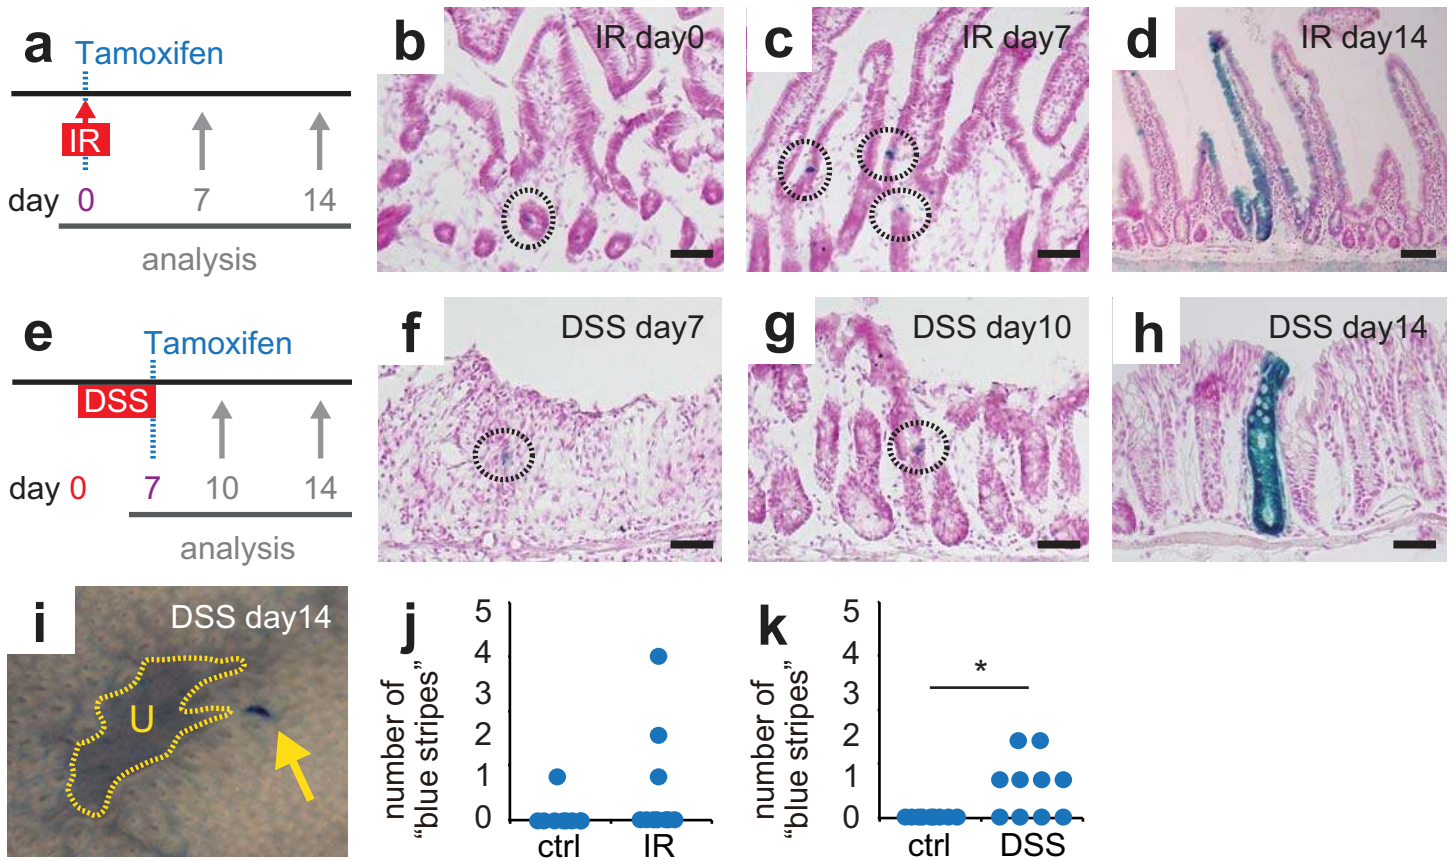 a
Tamoxifen
IR
day 0 7 14
analysis
b
IR day0
c
IR day7
d
IR day14
e
Tamoxifen
DSS
day 0 7 10 14
analysis
f
DSS day7
g
DSS day10
h
DSS day14
i
DSS day14
U
j
number of
“blue stripes”
5
4
3
2
1
0
ctrl IR
k
number of
“blue stripes”
5
4
3
2
1
0
*
ctrl DSS